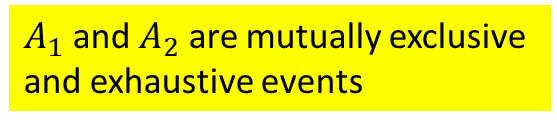 A₁ and A₂ are mutually exclusive
and exhaustive events